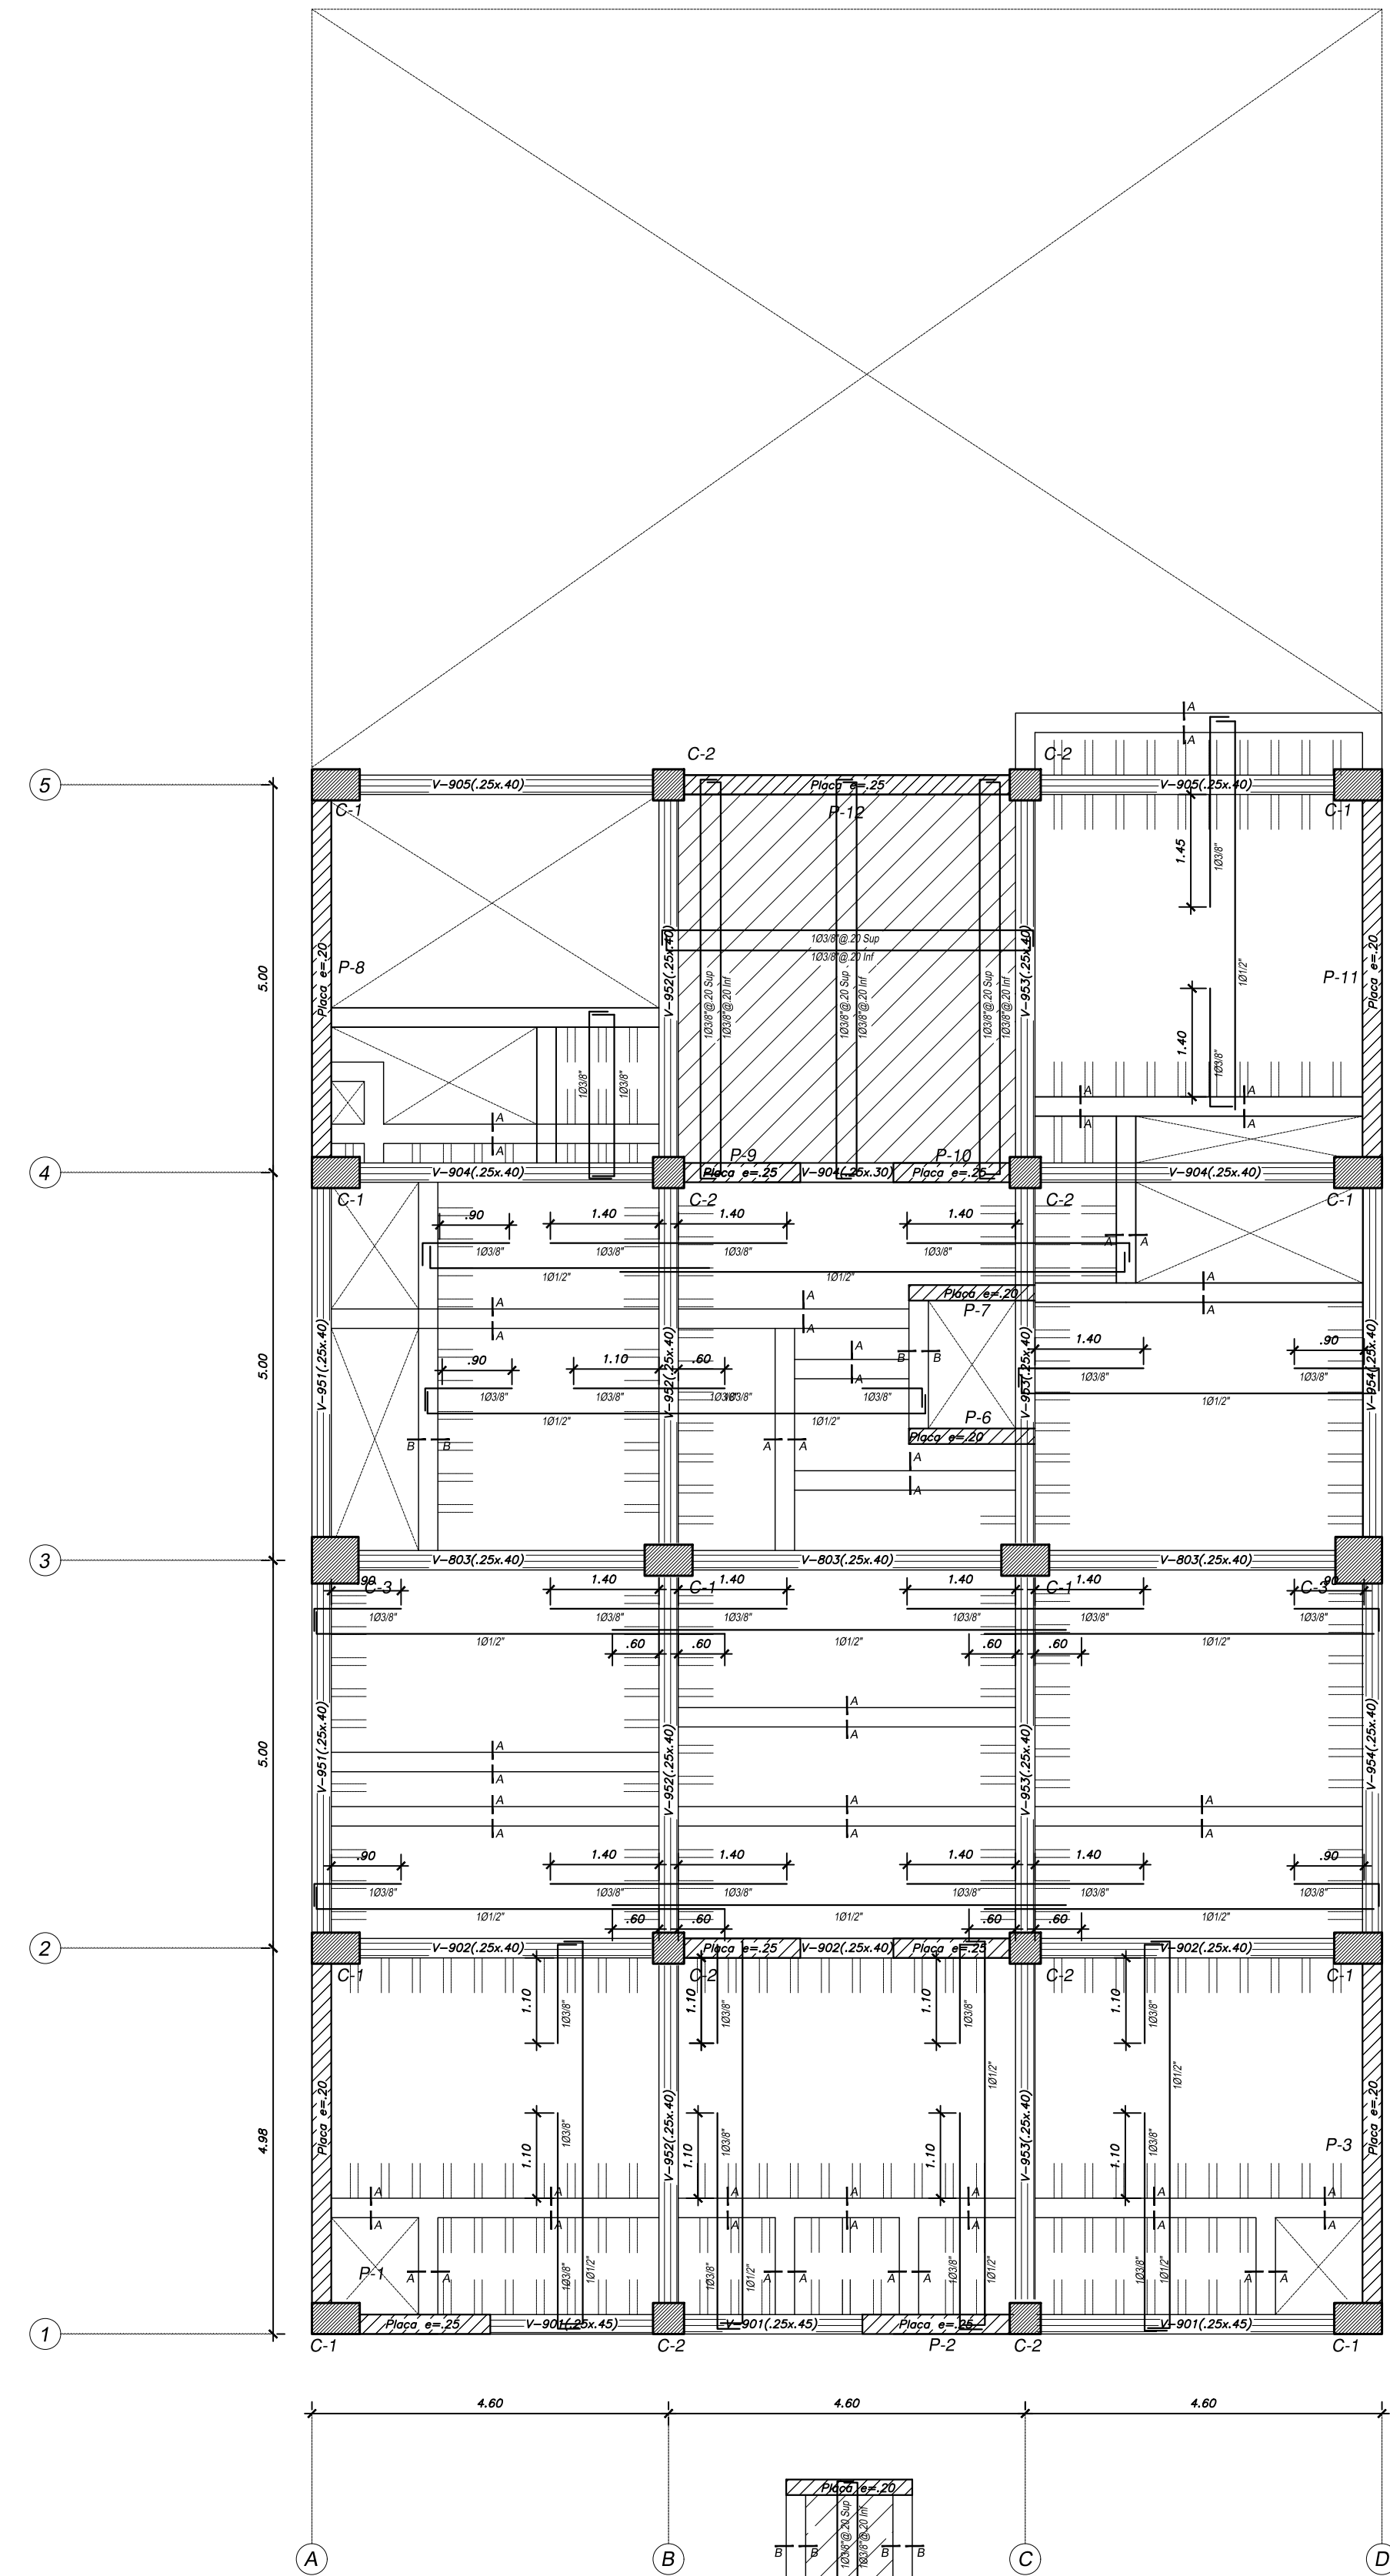 A
A
C-2
C-2
5
V-905(.25x.40)
Placa e=.25
V-905(.25x.40)
C-1
P-12
C-1
1.45
1Ø3/8"
Placa e=.20
P-8
V-952(.25x.40)
1Ø3/8"@.20 Sup
1Ø3/8"@.20 Inf
V-953(.25x.40)
P-11
Placa e=.20
5.00
1Ø3/8"@.20 Sup
1Ø3/8"@.20 Inf
1Ø3/8"@.20 Sup
1Ø3/8"@.20 Inf
1Ø3/8"@.20 Sup
1Ø3/8"@.20 Inf
1Ø1/2"
1.40
1Ø3/8"
1Ø3/8"
1Ø3/8"
A
A
A
A
A
A
P-9
P-10
4
V-904(.25x.40)
Placa e=.25
V-904(.25x.30)
Placa e=.25
V-904(.25x.40)
C-1
C-2
C-2
C-1
.90
1.40
1.40
1.40
A
A
1Ø3/8"
1Ø3/8"
1Ø3/8"
1Ø3/8"
1Ø1/2"
1Ø1/2"
A
A
A
A
Placa e=.20
A
A
P-7
5.00
V-951(.25x.40)
V-952(.25x.40)
V-953(.25x.40)
V-954(.25x.40)
A
A
B
B
.90
1.10
.60
1.40
.90
1Ø3/8"
1Ø3/8"
1Ø3/8"
1Ø3/8"
1Ø3/8"
1Ø3/8"
1Ø1/2"
1Ø1/2"
1Ø1/2"
P-6
Placa e=.20
B
B
A
A
A
A
3
V-803(.25x.40)
V-803(.25x.40)
V-803(.25x.40)
C-3
C-1
C-1
C-3
.90
1.40
1.40
1.40
1.40
.90
1Ø3/8"
1Ø3/8"
1Ø3/8"
1Ø3/8"
1Ø3/8"
1Ø3/8"
1Ø1/2"
1Ø1/2"
1Ø1/2"
.60
.60
.60
.60
5.00
V-951(.25x.40)
V-952(.25x.40)
V-953(.25x.40)
V-954(.25x.40)
A
A
A
A
A
A
A
A
A
A
.90
1.40
1.40
1.40
1.40
.90
1Ø3/8"
1Ø3/8"
1Ø3/8"
1Ø3/8"
1Ø3/8"
1Ø3/8"
1Ø1/2"
1Ø1/2"
1Ø1/2"
.60
.60
.60
.60
2
V-902(.25x.40)
Placa e=.25
V-902(.25x.40)
Placa e=.25
V-902(.25x.40)
C-1
C-2
C-2
C-1
1.10
1Ø3/8"
1.10
1Ø3/8"
1.10
1Ø3/8"
1.10
1Ø3/8"
1Ø1/2"
1Ø1/2"
4.98
Placa e=.20
V-952(.25x.40)
V-953(.25x.40)
P-3
Placa e=.20
1.10
1Ø3/8"
1.10
1Ø3/8"
1.10
1.10
1Ø3/8"
A
A
A
A
A
A
A
A
A
A
A
A
A
A
P-1
A
A
1Ø3/8"
1Ø1/2"
1Ø3/8"
1Ø1/2"
A
A
A
A
1Ø3/8"
1Ø1/2"
1Ø3/8"
1Ø1/2"
A
A
1
Placa e=.25
V-901(.25x.45)
V-901(.25x.45)
Placa e=.25
V-901(.25x.45)
C-1
C-2
P-2
C-2
C-1
4.60
4.60
4.60
Placa e=.20
1Ø3/8"@.20 Sup
1Ø3/8"@.20 Inf
B
B
B
B
A
B
C
D